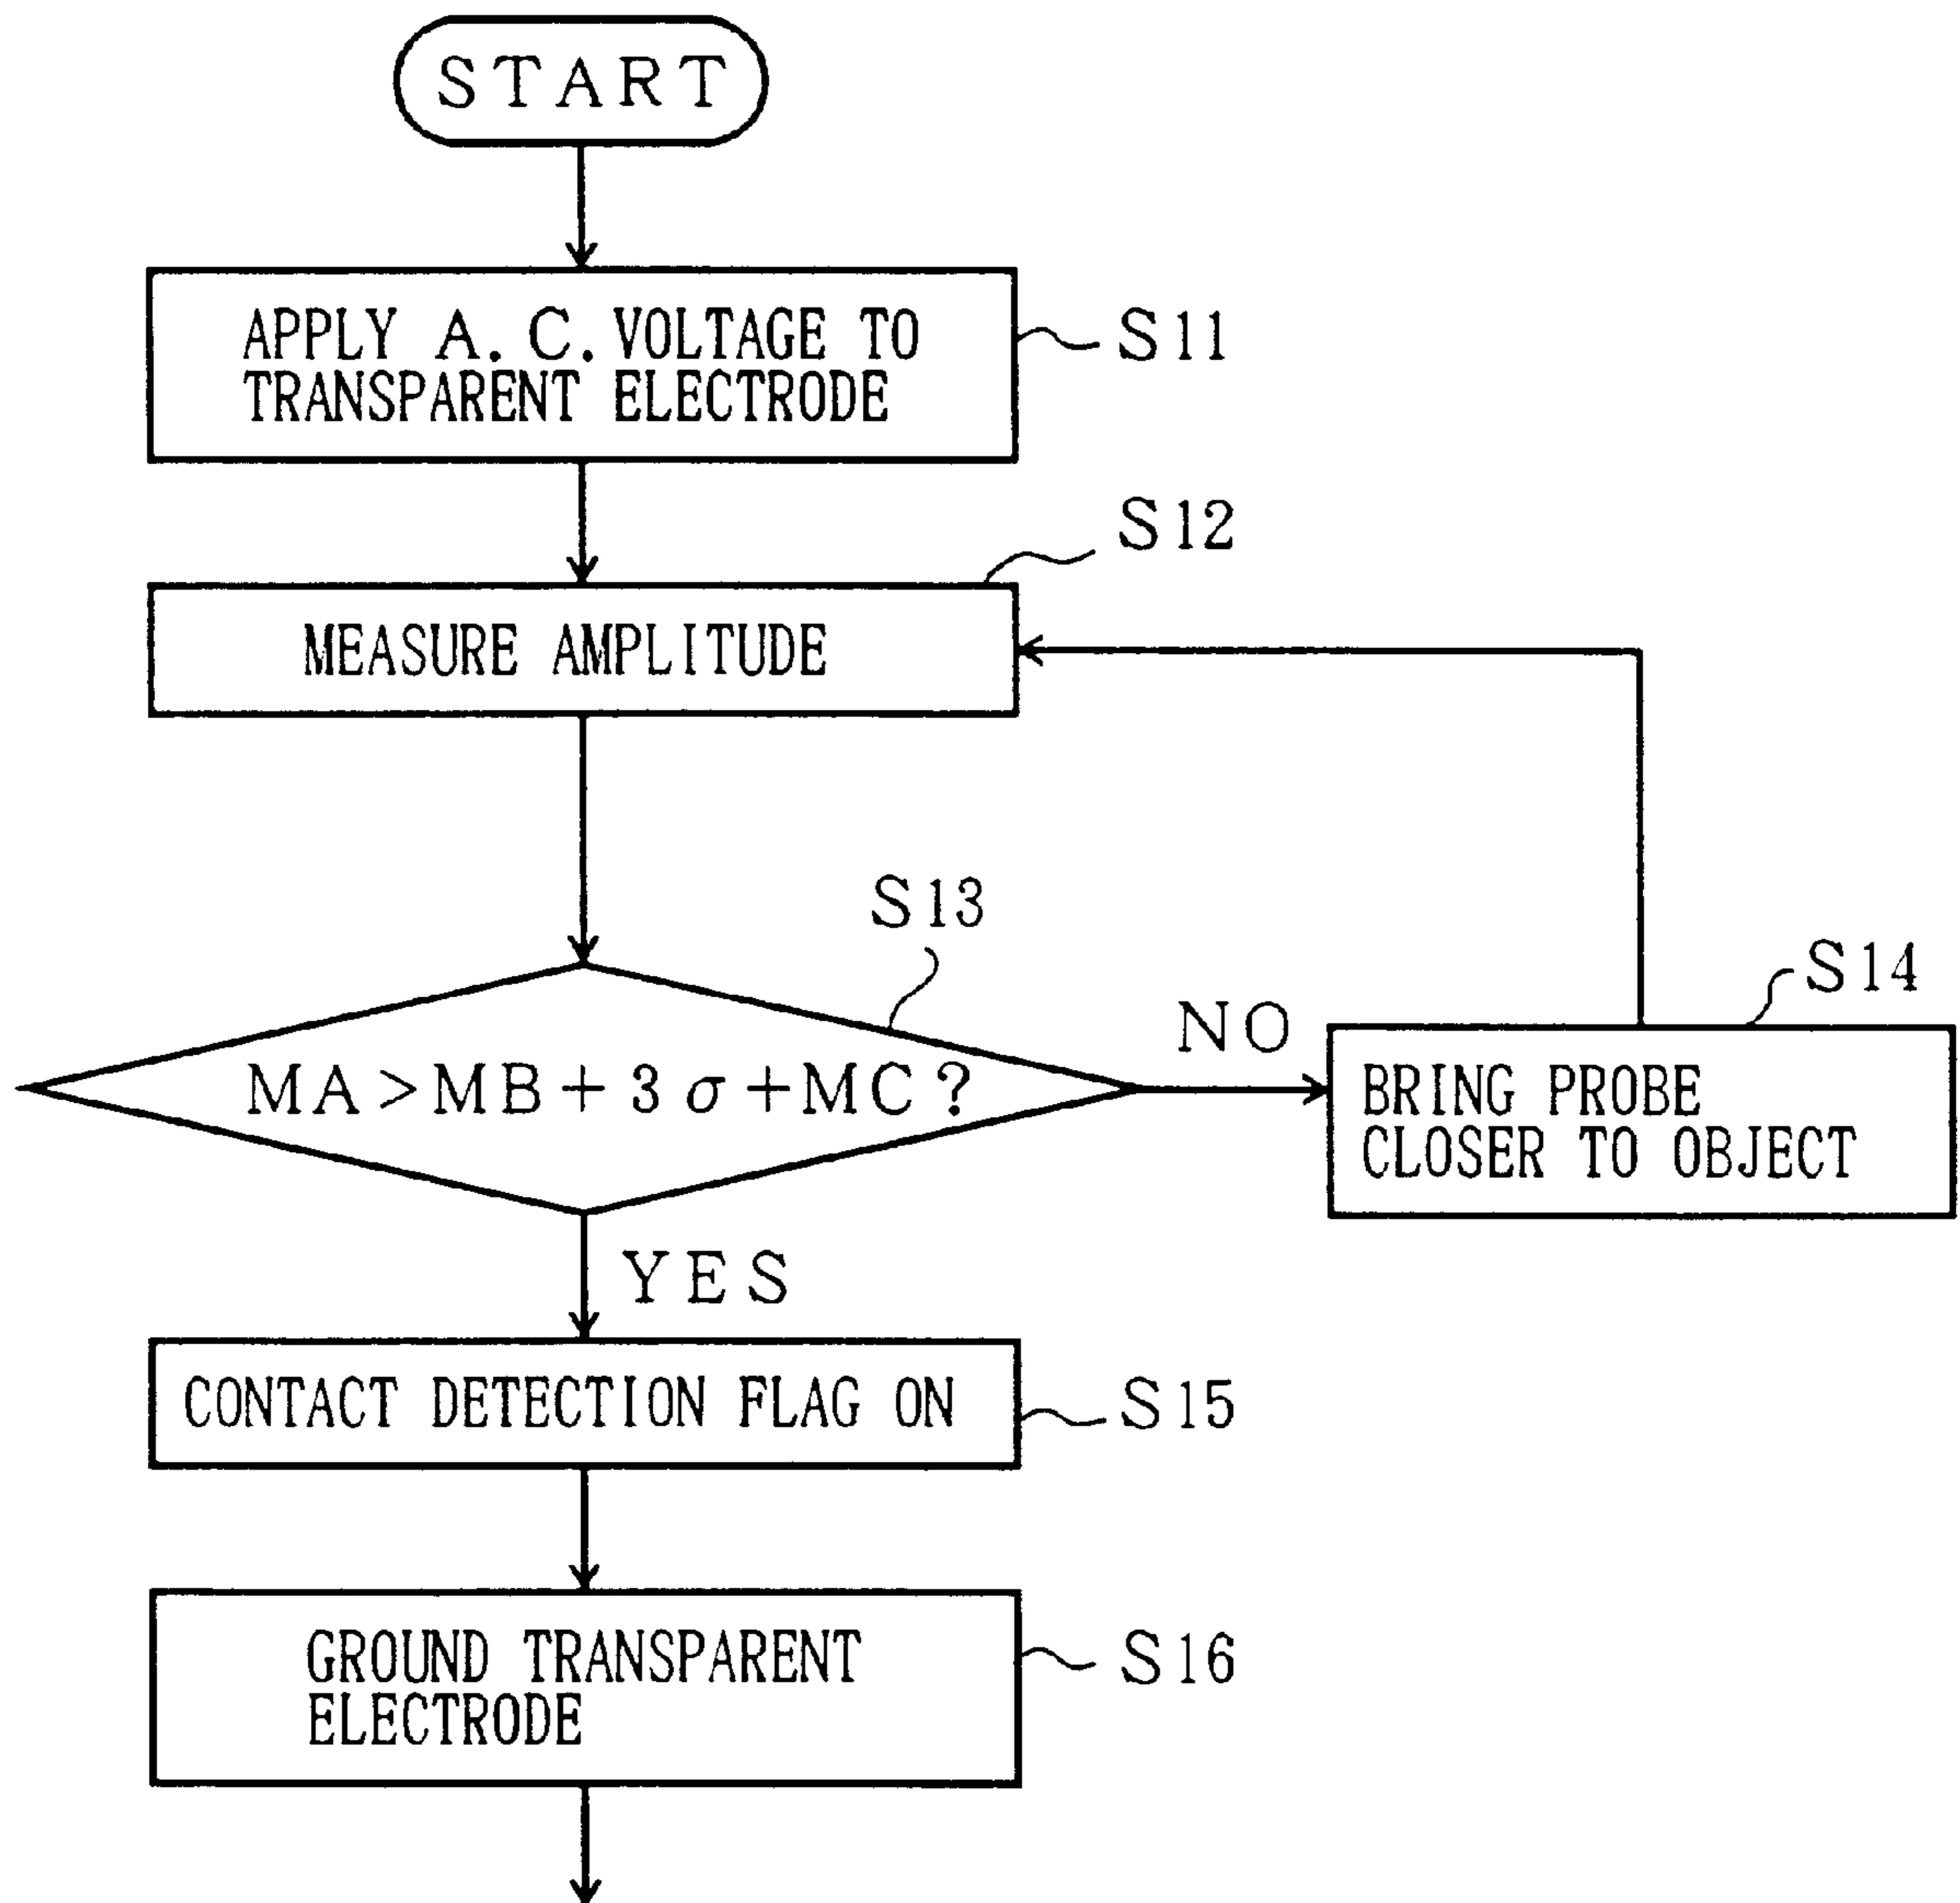 START
APPLY A.C. VOLTAGE TO
TRANSPARENT ELECTRODE
S11
S12
MEASURE AMPLITUDE
S13
MA>MB+3σ+MC?
NO
S14
BRING PROBE
CLOSER TO OBJECT
YES
CONTACT DETECTION FLAG ON
S15
GROUND TRANSPARENT
ELECTRODE
S16